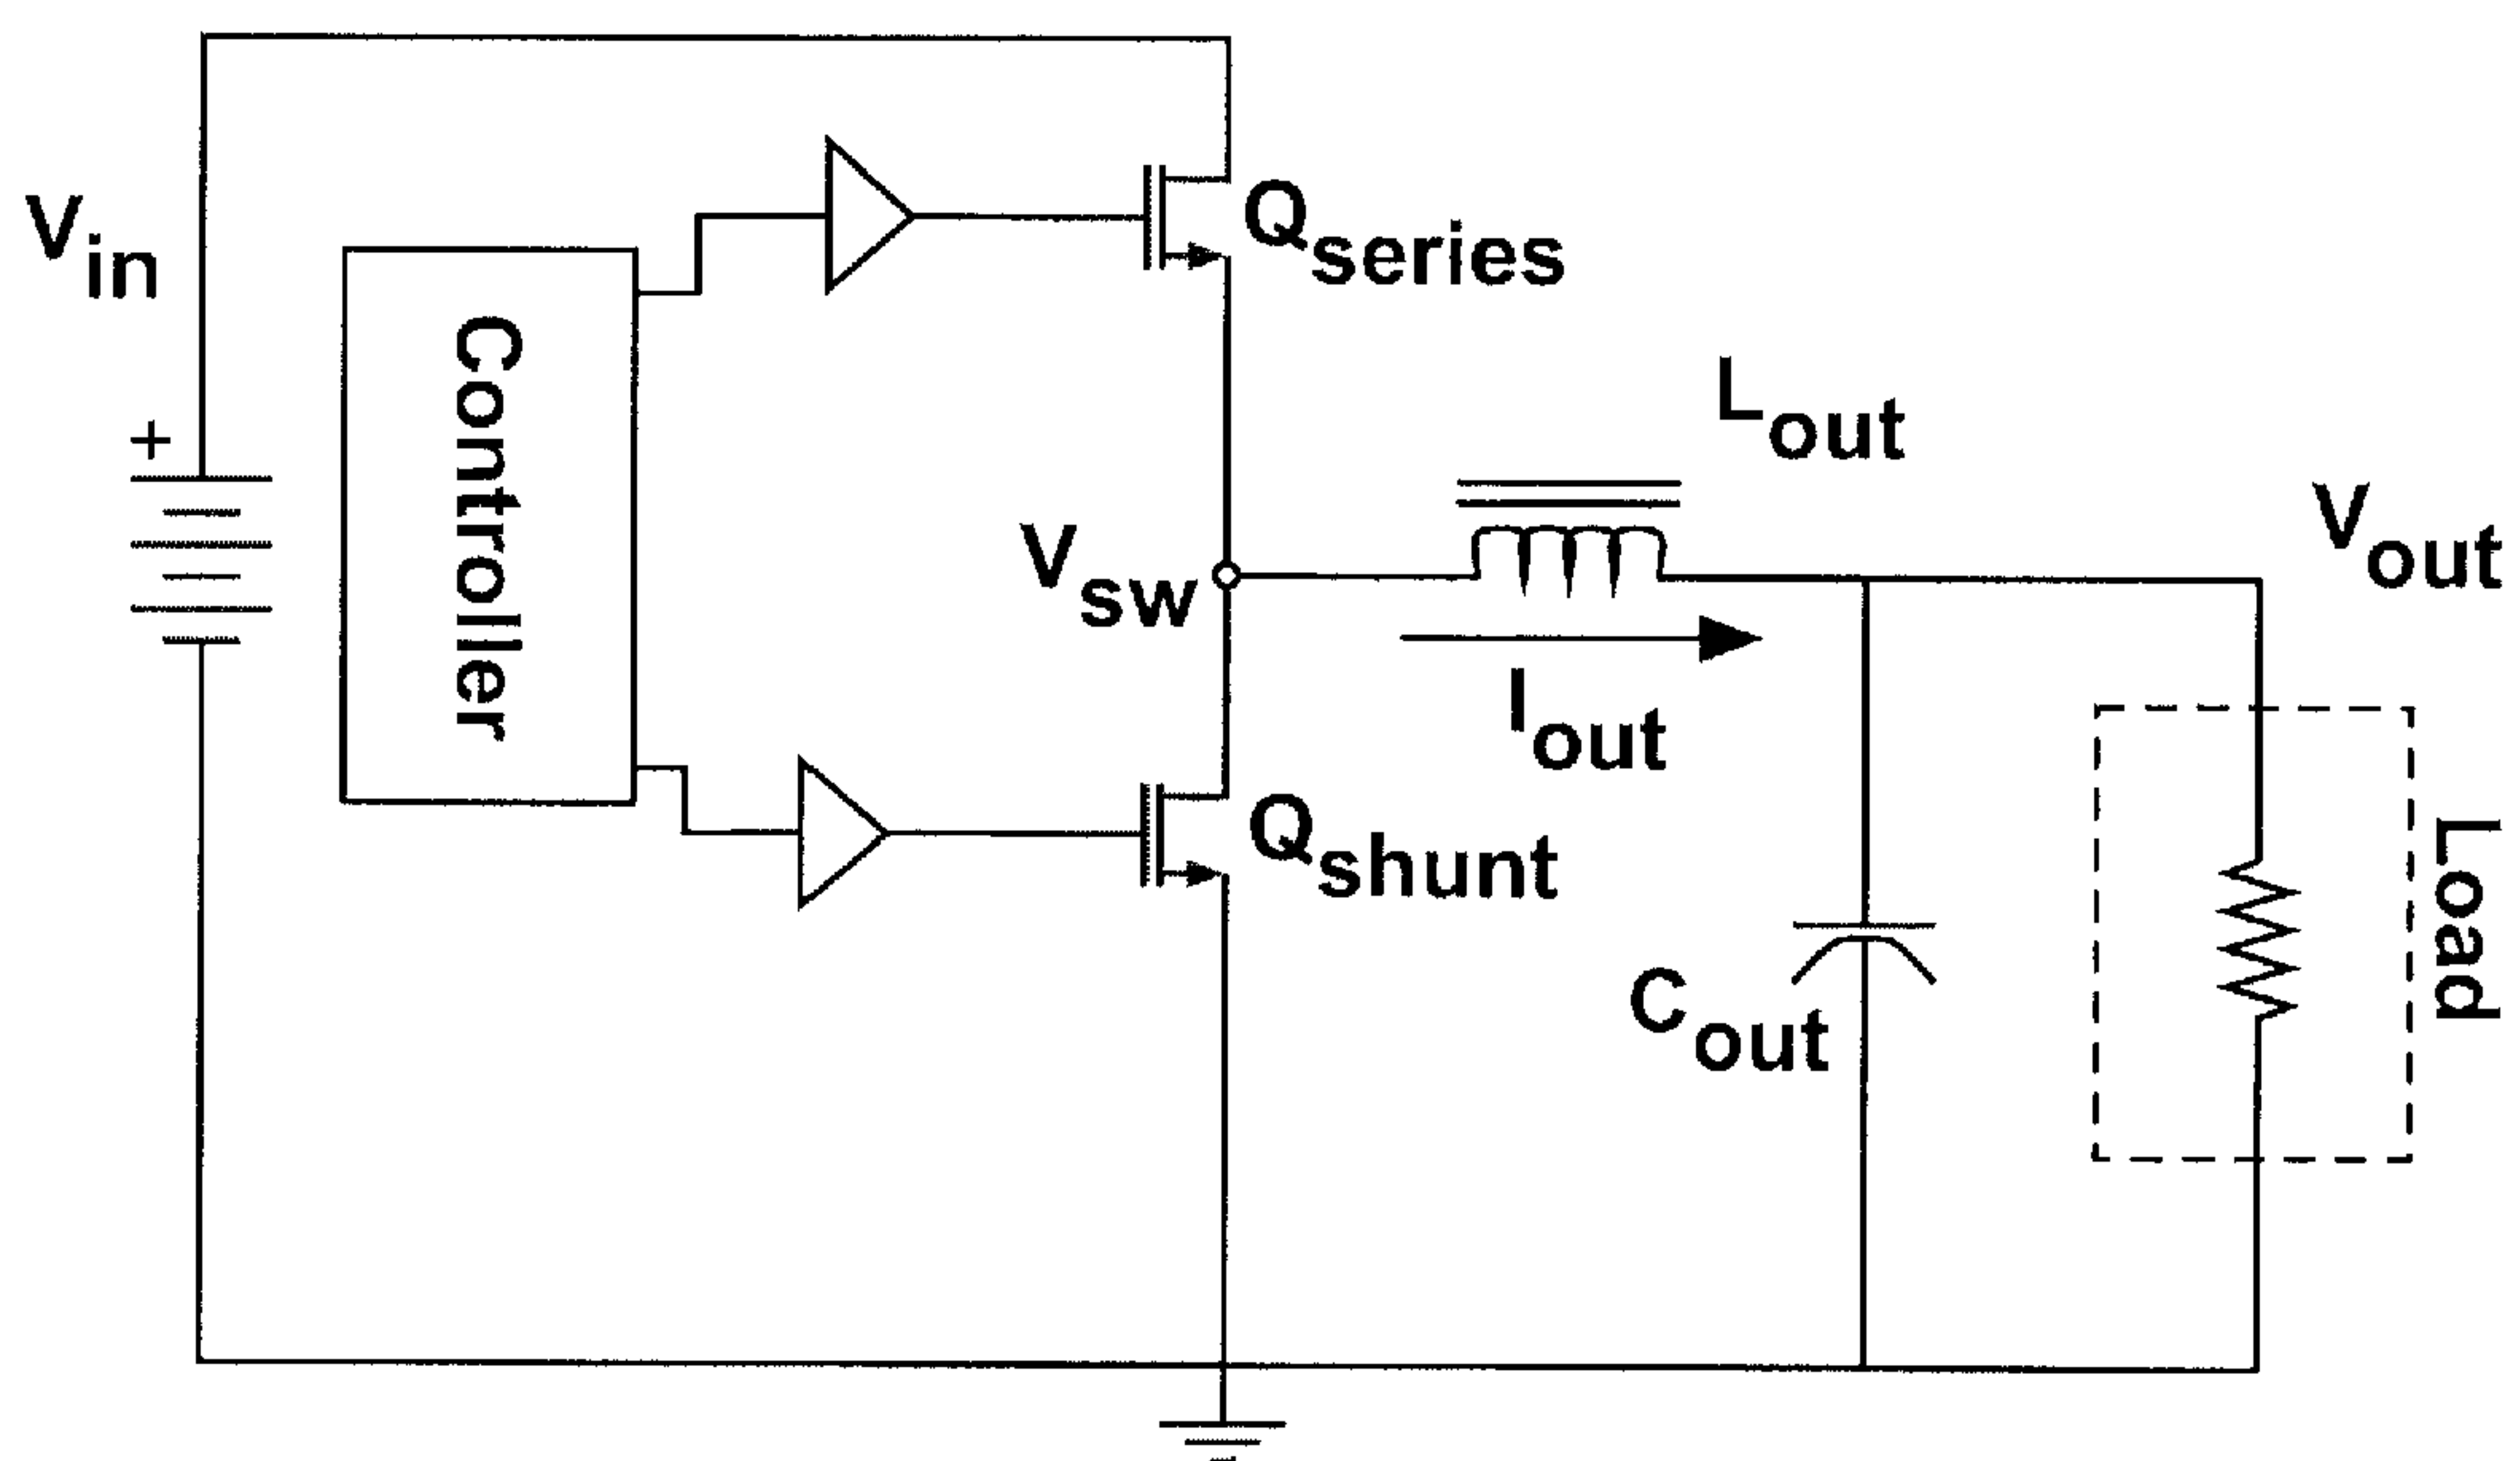 Vin
+
Controller
Qseries
Vsw
Lout
Iout
Vout
Qshunt
Cout
Load